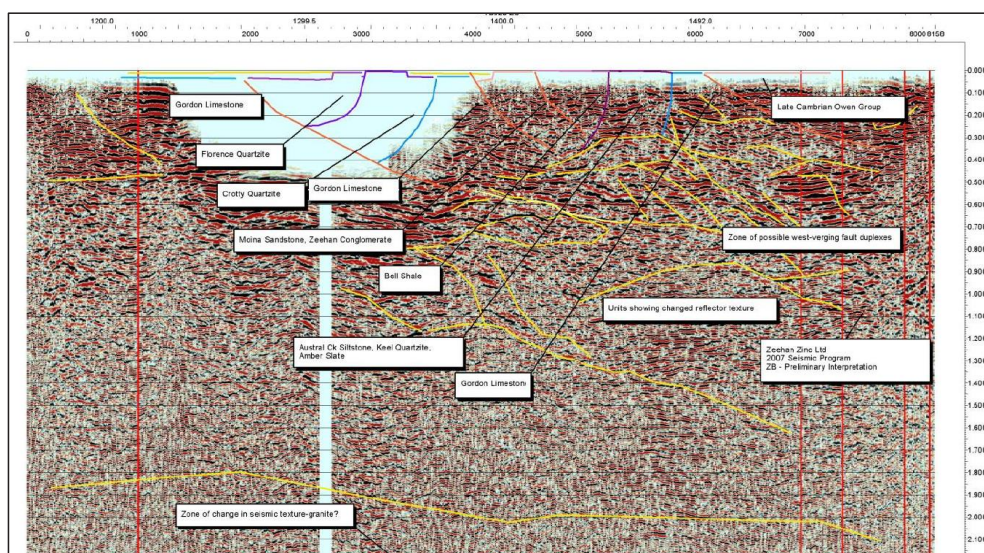 1200.0 1299.5 1400.0 1492.0
0 1000 2000 3000 4000 5000 6000 7000 8000 8158
0.000
Gordon Limestone
Late Cambrian Owen Group
0.100
0.200
Florence Quartzite
0.300
0.400
Crotty Quartzite
Gordon Limestone
0.500
0.600
Moina Sandstone, Zeehan Conglomerate
Zone of possible west-verging fault duplexes
0.700
0.800
Bell Shale
0.900
1.000
Units showing changed reflector texture
1.100
Austral Ck Siltstone, Keel Quartzite,
Amber Slate
1.200
Zeehan Zinc Ltd
2007 Seismic Program
ZB - Preliminary Interpretation
1.300
Gordon Limestone
1.400
1.500
1.600
1.700
1.800
1.900
Zone of change in seismic texture-granite?
2.000
2.100